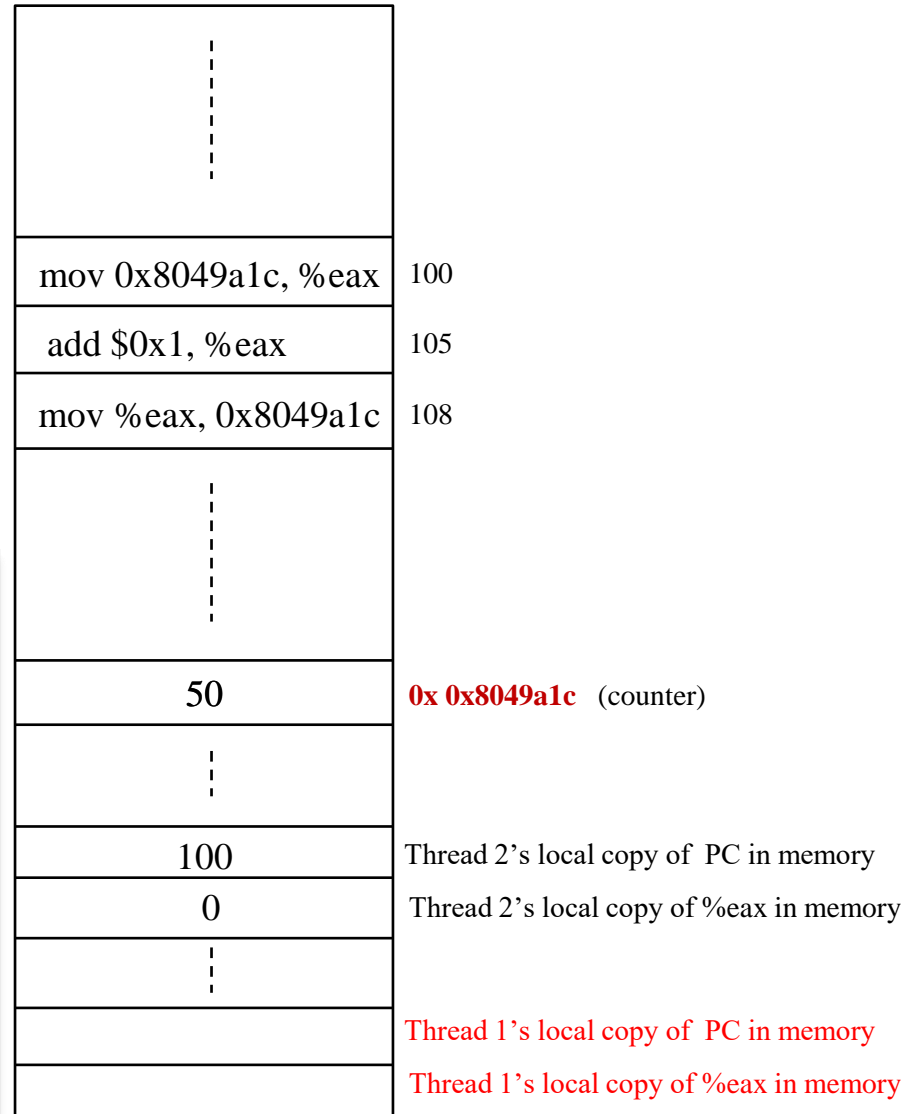 mov 0x8049a1c, %eax 100
add $0x1, %eax 105
mov %eax, 0x8049a1c 108
50 0x 0x8049a1c (counter)
100 Thread 2’s local copy of PC in memory
0 Thread 2’s local copy of %eax in memory
Thread 1’s local copy of PC in memory
Thread 1’s local copy of %eax in memory